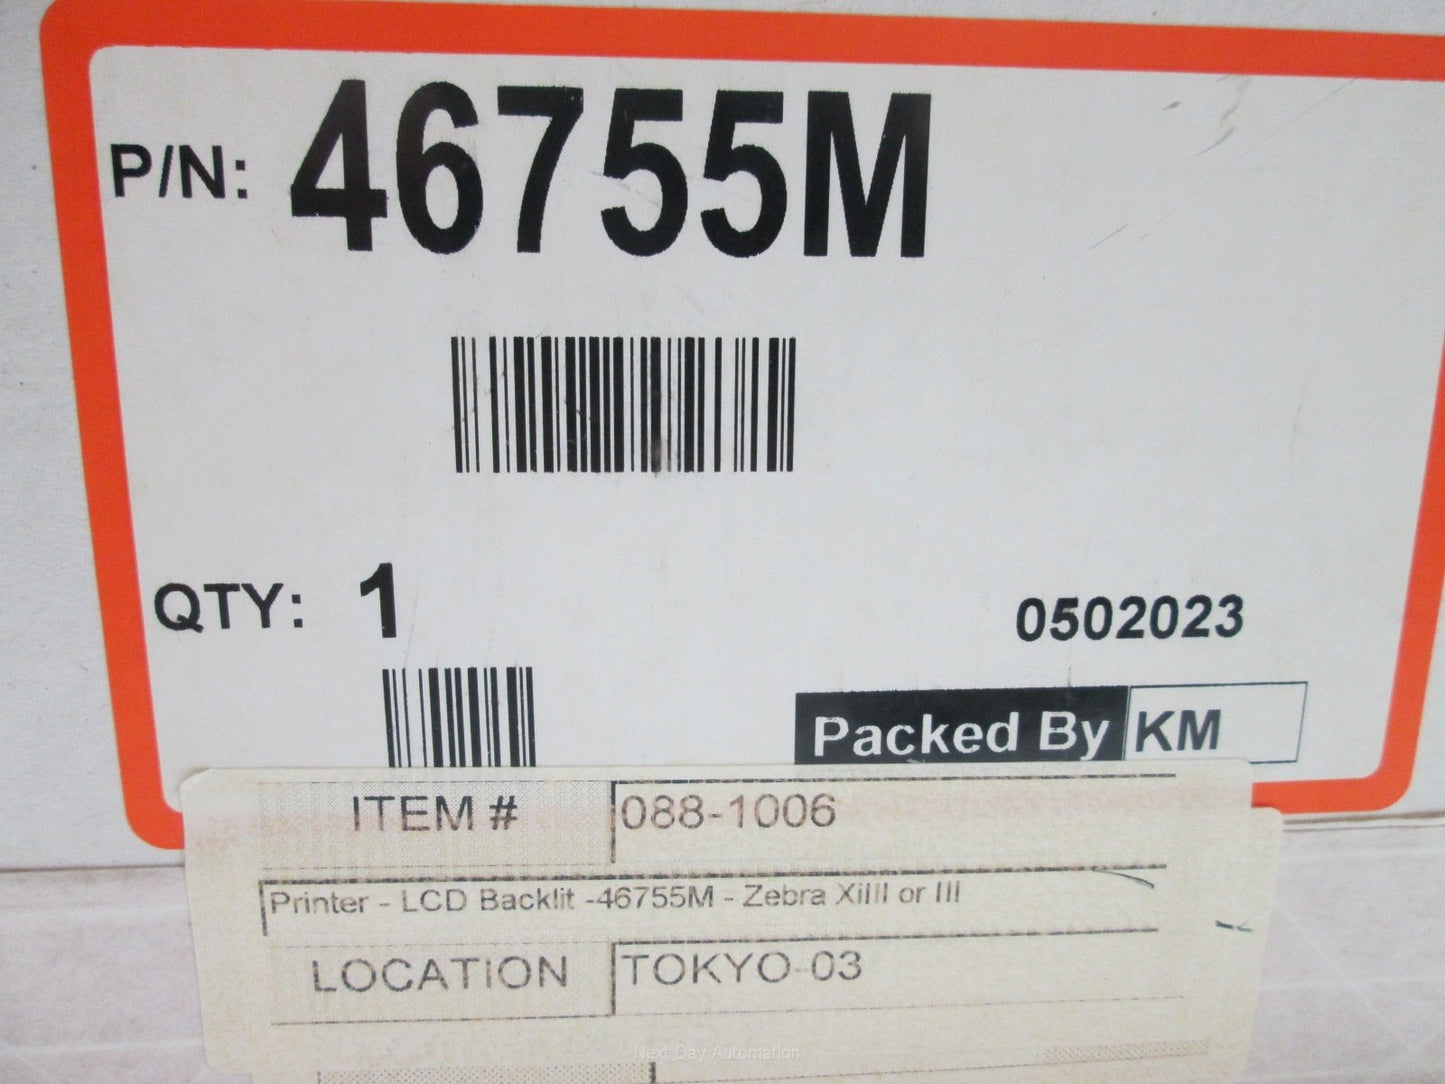 P/N: 46755M
QTY: 1
0502023
Packed By KM
ITEM # 088-1006
Printer - LCD Backlit -46755M - Zebra XiIII or III
LOCATION TOKYO-03
Next Day Automation